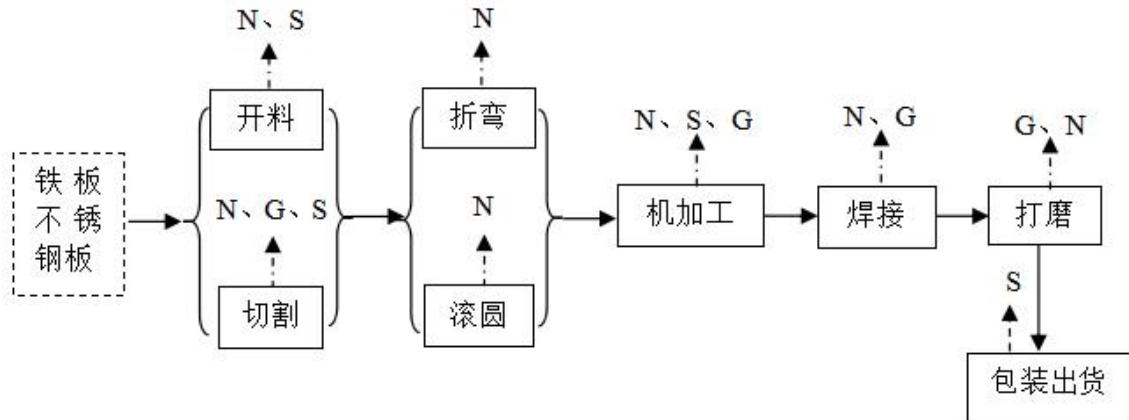 N、S
N
开料
折弯
N、S、G
N、G
G、N
铁板
不锈
钢板
N、G、S
N
机加工
焊接
打磨
切割
滚圆
S
包装出货